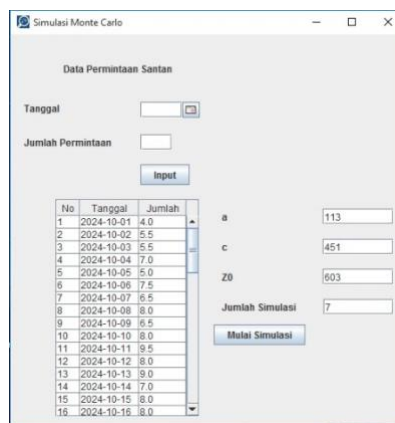 Simulasi Monte Carlo
Data Permintaan Santan
Tanggal
Jumlah Permintaan
Input
No Tanggal Jumlah
1 2024-10-01 4.0
2 2024-10-02 5.5
3 2024-10-03 5.5
4 2024-10-04 7.0
5 2024-10-05 5.0
6 2024-10-06 7.5
7 2024-10-07 6.5
8 2024-10-08 8.0
9 2024-10-09 6.5
10 2024-10-10 8.0
11 2024-10-11 9.5
12 2024-10-12 8.0
13 2024-10-13 9.0
14 2024-10-14 7.0
15 2024-10-15 8.0
16 2024-10-16 8.0
a 113
c 451
Z0 603
Jumlah Simulasi 7
Mulai Simulasi